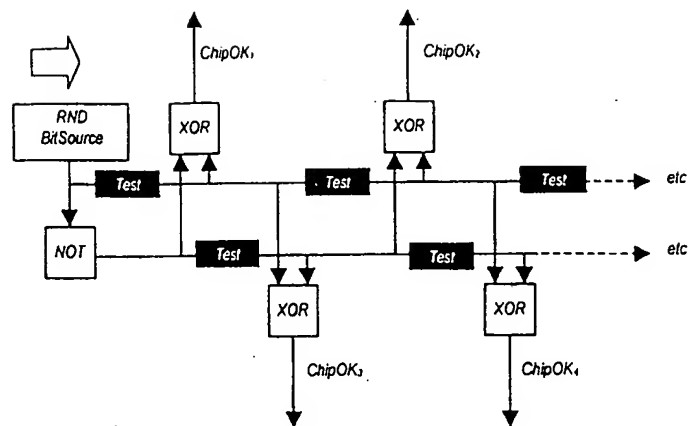 ChipOK₁
ChipOK₂
RND
BitSource
XOR
XOR
Test
Test
Test
etc
NOT
Test
Test
etc
XOR
XOR
ChipOK₃
ChipOK₄